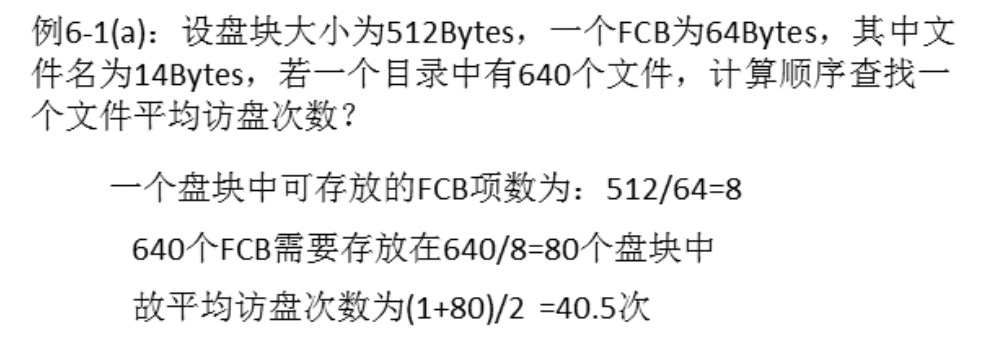 例6-1(a)：设盘块大小为512Bytes，一个FCB为64Bytes，其中文
件名为14Bytes，若一个目录中有640个文件，计算顺序查找一
个文件平均访盘次数？
一个盘块中可存放的FCB项数为：512/64=8
640个FCB需要存放在640/8=80个盘块中
故平均访盘次数为(1+80)/2 =40.5次